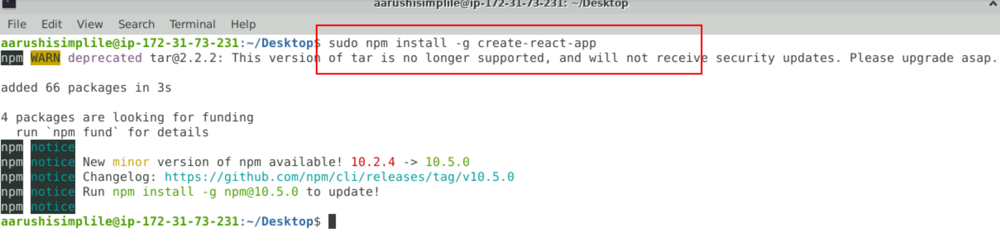 aarushisimplile@ip-172-31-73-231: ~/Desktop
File Edit View Search Terminal Help
aarushisimplile@ip-172-31-73-231:~/Desktop$ sudo npm install -g create-react-app
npm WARN deprecated tar@2.2.2: This version of tar is no longer supported, and will not receive security updates. Please upgrade asap.
added 66 packages in 3s
4 packages are looking for funding
run `npm fund` for details
npm notice
npm notice New minor version of npm available! 10.2.4 -> 10.5.0
npm notice Changelog: https://github.com/npm/cli/releases/tag/v10.5.0
npm notice Run npm install -g npm@10.5.0 to update!
npm notice
aarushisimplile@ip-172-31-73-231:~/Desktop$